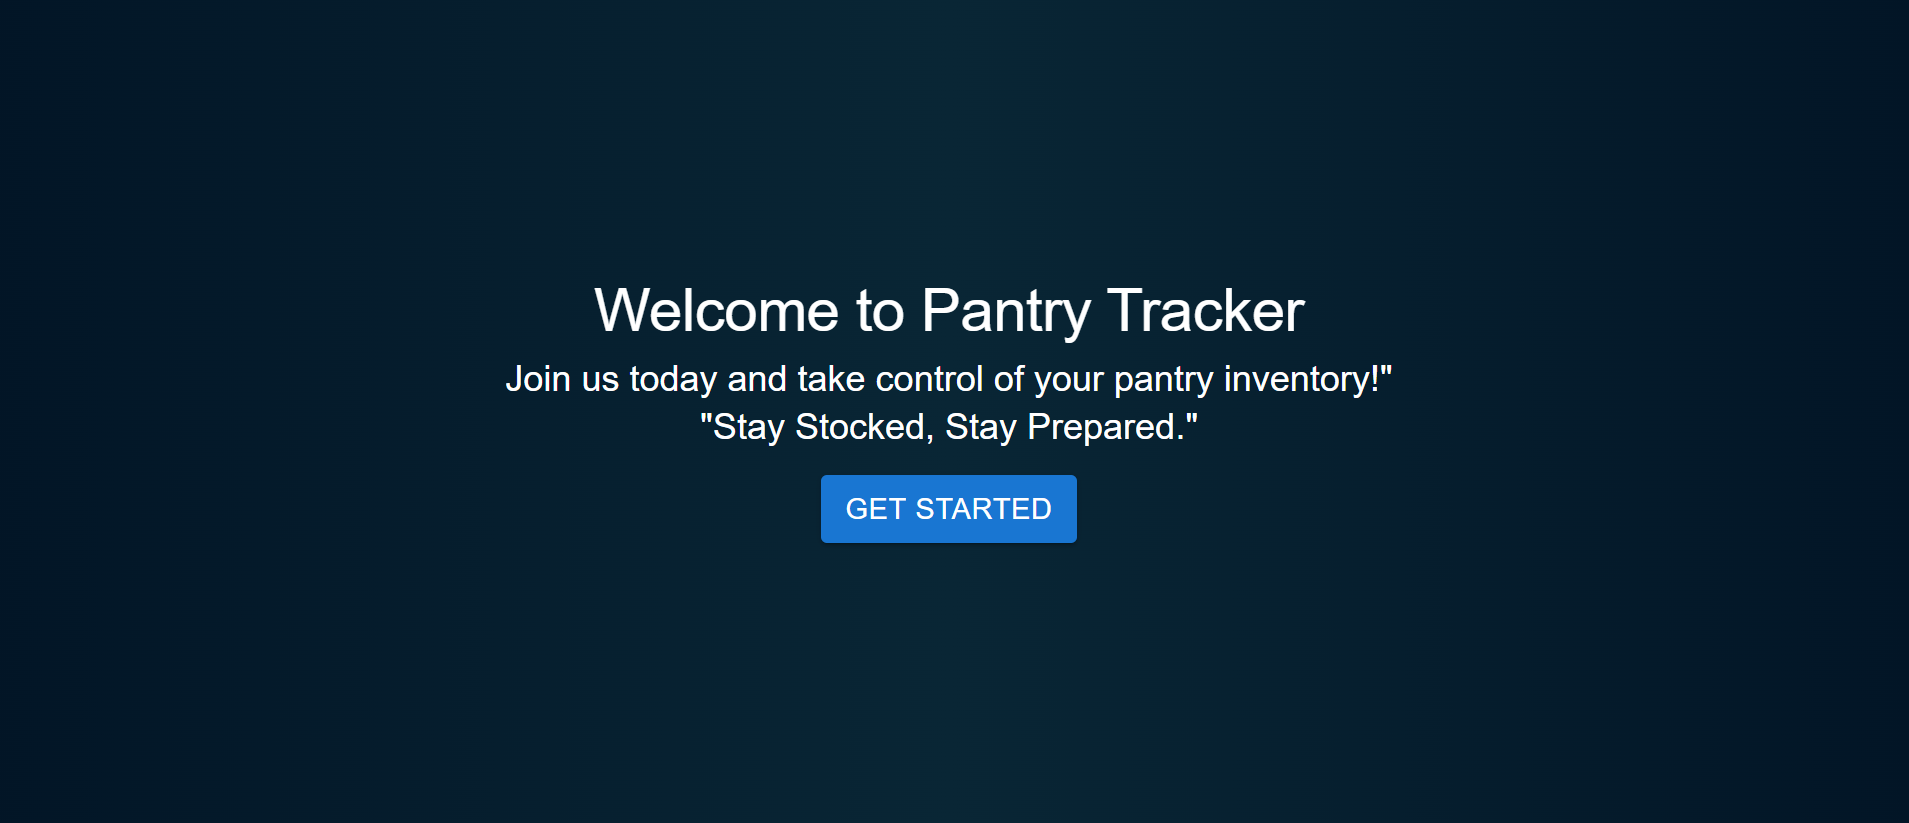 Welcome to Pantry Tracker
Join us today and take control of your pantry inventory!"
"Stay Stocked, Stay Prepared."
GET STARTED